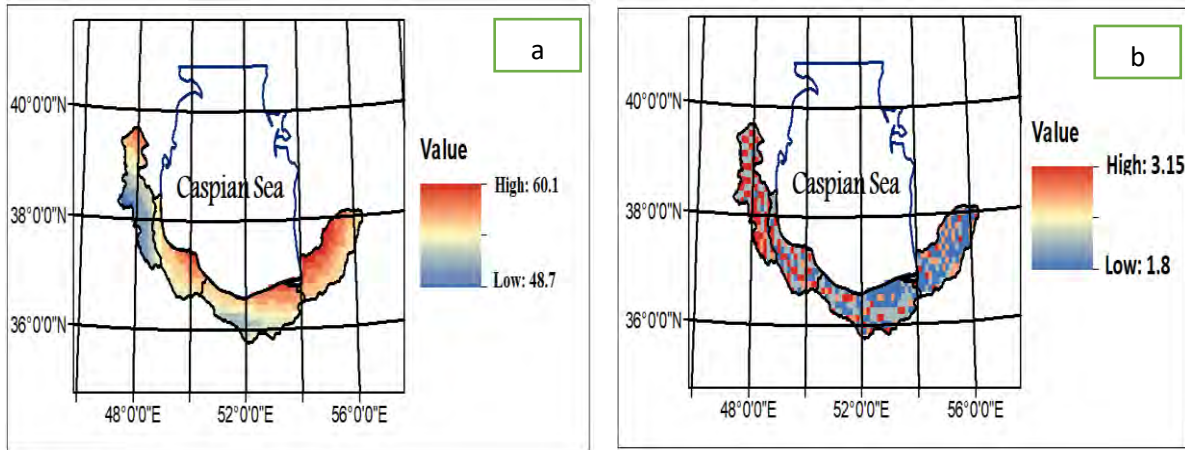 a
40°0'0"N
38°0'0"N
36°0'0"N
48°0'0"E
52°0'0"E
56°0'0"E
Caspian Sea
Value
High: 60.1
Low: 48.7
b
40°0'0"N
38°0'0"N
36°0'0"N
48°0'0"E
52°0'0"E
56°0'0"E
Caspian Sea
Value
High: 3.15
Low: 1.8